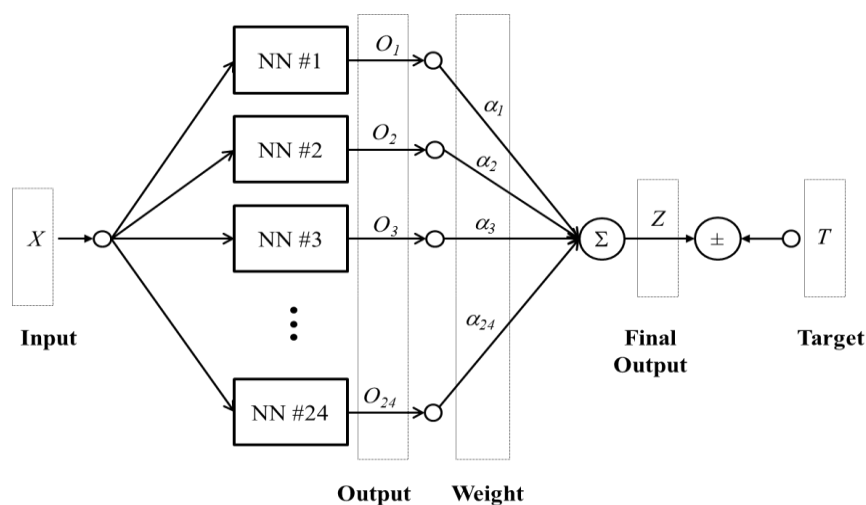 NN #1
O₁
α₁
NN #2
O₂
α₂
X
NN #3
O₃
α₃
Σ
Z
±
T
Input
α₂₄
Final
Output
Target
NN #24
O₂₄
Output
Weight